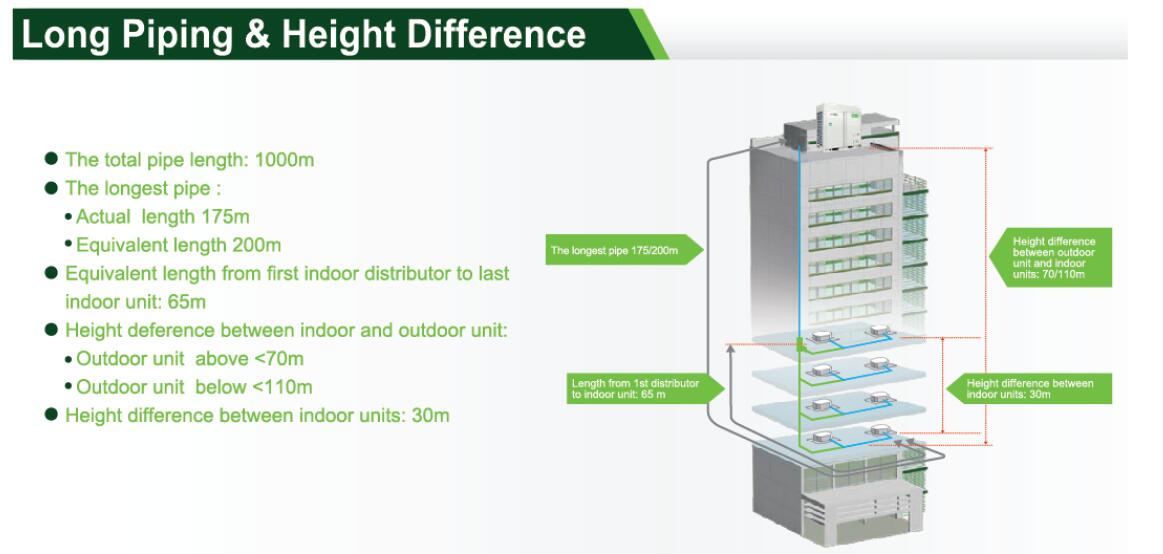 Long Piping & Height Difference
The total pipe length: 1000m
The longest pipe :
Actual length 175m
Equivalent length 200m
Equivalent length from first indoor distributor to last
indoor unit: 65m
Height deference between indoor and outdoor unit:
Outdoor unit above <70m
Outdoor unit below <110m
Height difference between indoor units: 30m
The longest pipe 175/200m
Height difference
between outdoor
unit and indoor
units: 70/110m
Length from 1st distributor
to indoor unit: 65 m
Height difference between
indoor units: 30m